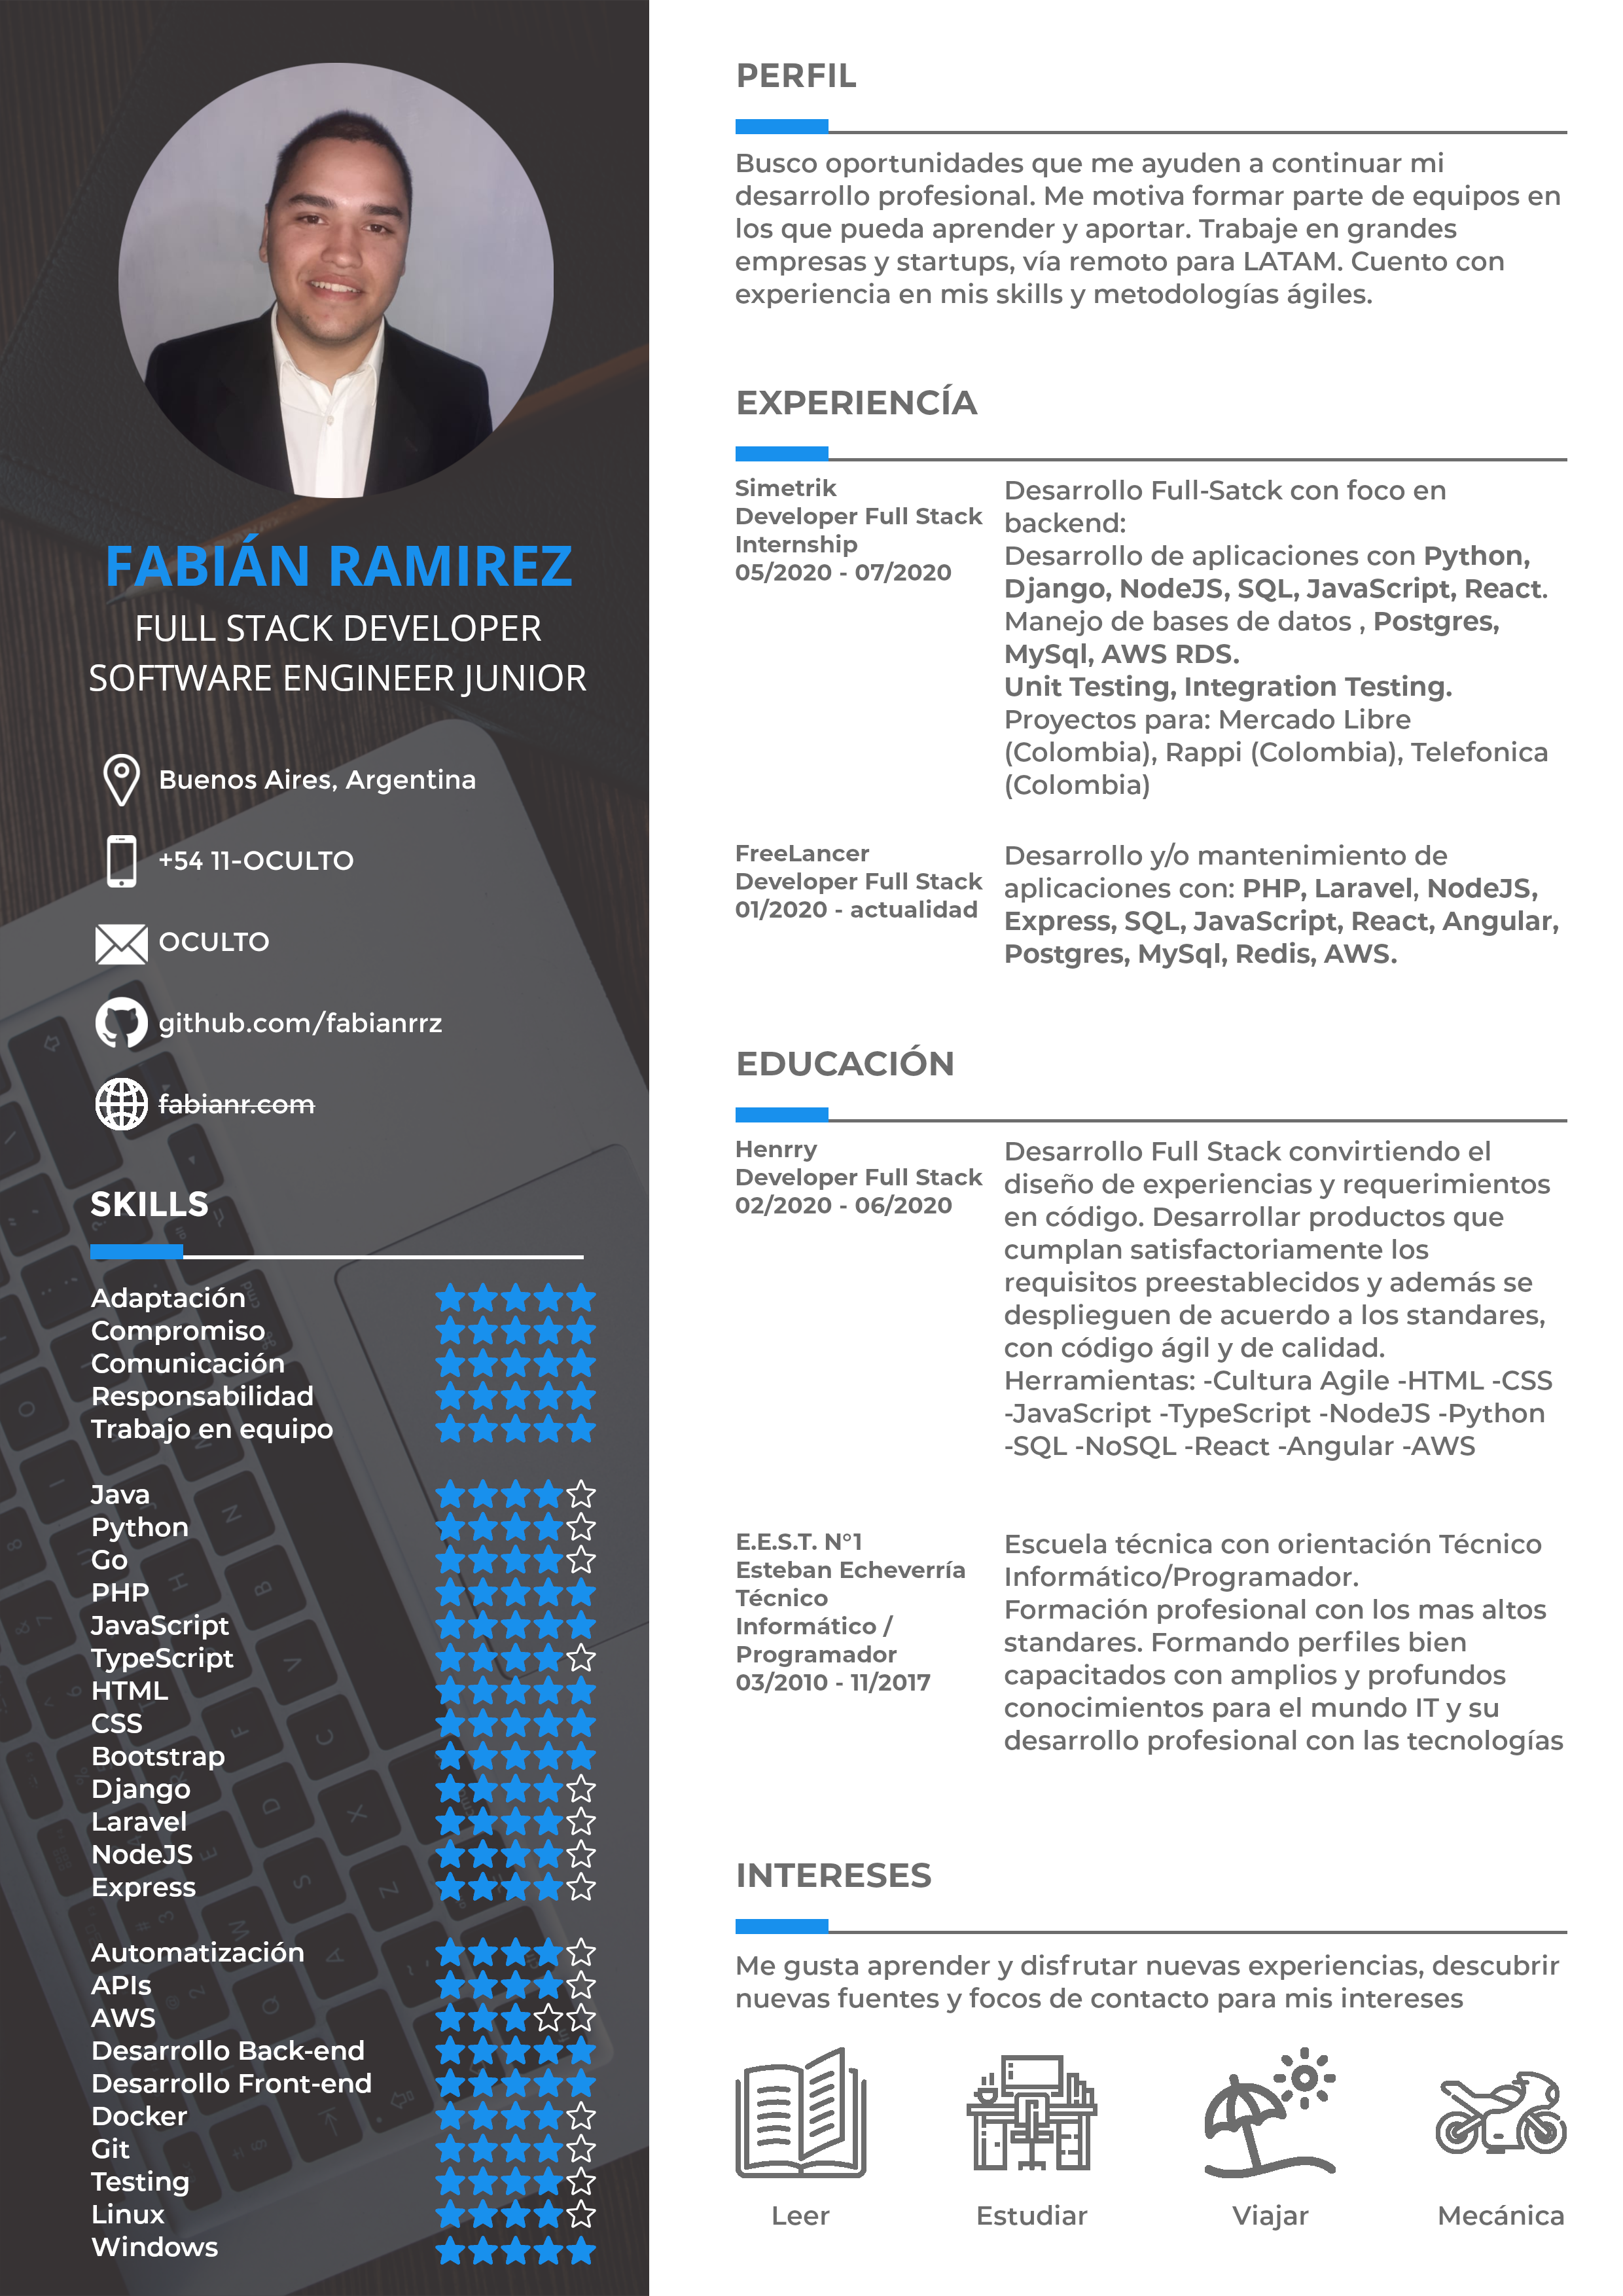 FABIÁN RAMIREZ
FULL STACK DEVELOPER
SOFTWARE ENGINEER JUNIOR
Buenos Aires, Argentina
+54 11-OCULTO
OCULTO
github.com/fabianrrz
fabianr.com
SKILLS
Adaptación
Compromiso
Comunicación
Responsabilidad
Trabajo en equipo
Java
Python
Go
PHP
JavaScript
TypeScript
HTML
CSS
Bootstrap
Django
Laravel
NodeJS
Express
Automatización
APIs
AWS
Desarrollo Back-end
Desarrollo Front-end
Docker
Git
Testing
Linux
Windows
PERFIL
Busco oportunidades que me ayuden a continuar mi
desarrollo profesional. Me motiva formar parte de equipos en
los que pueda aprender y aportar. Trabaje en grandes
empresas y startups, vía remoto para LATAM. Cuento con
experiencia en mis skills y metodologías ágiles.
EXPERIENCÍA
Simetrik
Developer Full Stack
Internship
05/2020 - 07/2020
Desarrollo Full-Satck con foco en
backend:
Desarrollo de aplicaciones con Python,
Django, NodeJS, SQL, JavaScript, React.
Manejo de bases de datos , Postgres,
MySql, AWS RDS.
Unit Testing, Integration Testing.
Proyectos para: Mercado Libre
(Colombia), Rappi (Colombia), Telefonica
(Colombia)
FreeLancer
Developer Full Stack
01/2020 - actualidad
Desarrollo y/o mantenimiento de
aplicaciones con: PHP, Laravel, NodeJS,
Express, SQL, JavaScript, React, Angular,
Postgres, MySql, Redis, AWS.
EDUCACIÓN
Henrry
Developer Full Stack
02/2020 - 06/2020
Desarrollo Full Stack convirtiendo el
diseño de experiencias y requerimientos
en código. Desarrollar productos que
cumplan satisfactoriamente los
requisitos preestablecidos y además se
desplieguen de acuerdo a los standares,
con código ágil y de calidad.
Herramientas: -Cultura Agile -HTML -CSS
-JavaScript -TypeScript -NodeJS -Python
-SQL -NoSQL -React -Angular -AWS
E.E.S.T. N°1
Esteban Echeverría
Técnico
Informático /
Programador
03/2010 - 11/2017
Escuela técnica con orientación Técnico
Informático/Programador.
Formación profesional con los mas altos
standares. Formando perfiles bien
capacitados con amplios y profundos
conocimientos para el mundo IT y su
desarrollo profesional con las tecnologías
INTERESES
Me gusta aprender y disfrutar nuevas experiencias, descubrir
nuevas fuentes y focos de contacto para mis intereses
Leer
Estudiar
Viajar
Mecánica